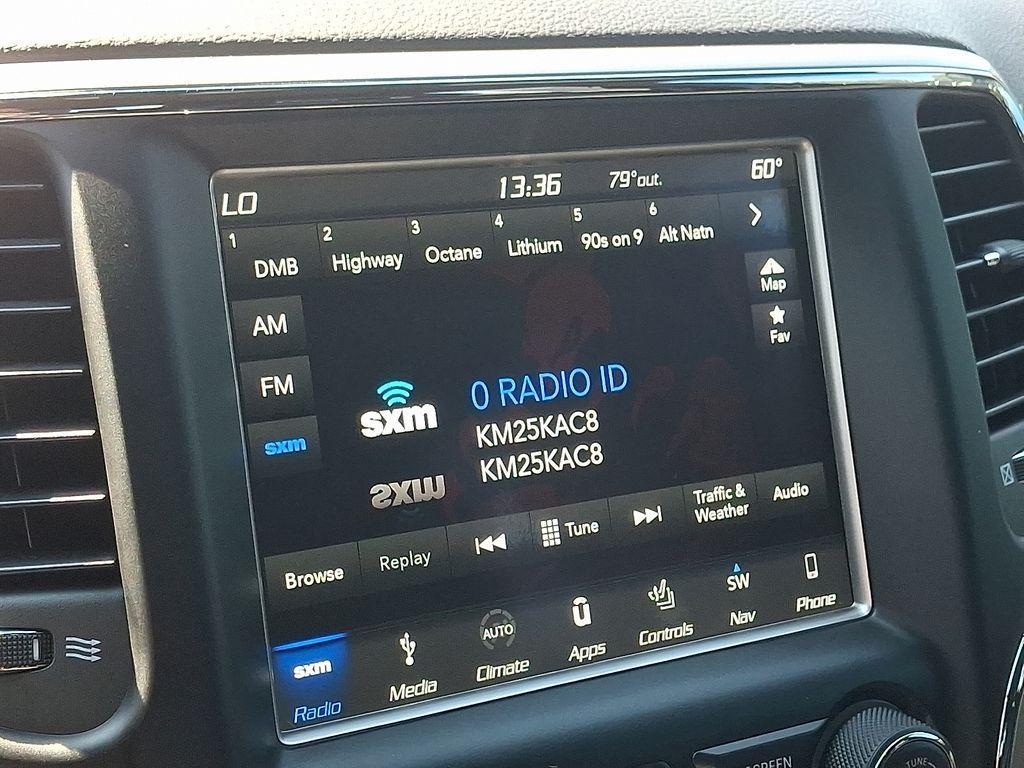 LO 13:36 79°out. 60°
1 DMB 2 Highway 3 Octane 4 Lithium 5 90s on 9 6 Alt Natn
Map
AM
Fav
FM
sxm 0 RADIO ID
KM25KAC8
sxm
KM25KAC8
sxm
Browse Replay Tune Traffic &
Weather Audio
sxm AUTO SW
Radio Media Climate Apps Controls Nav Phone
SCREEN TUNE